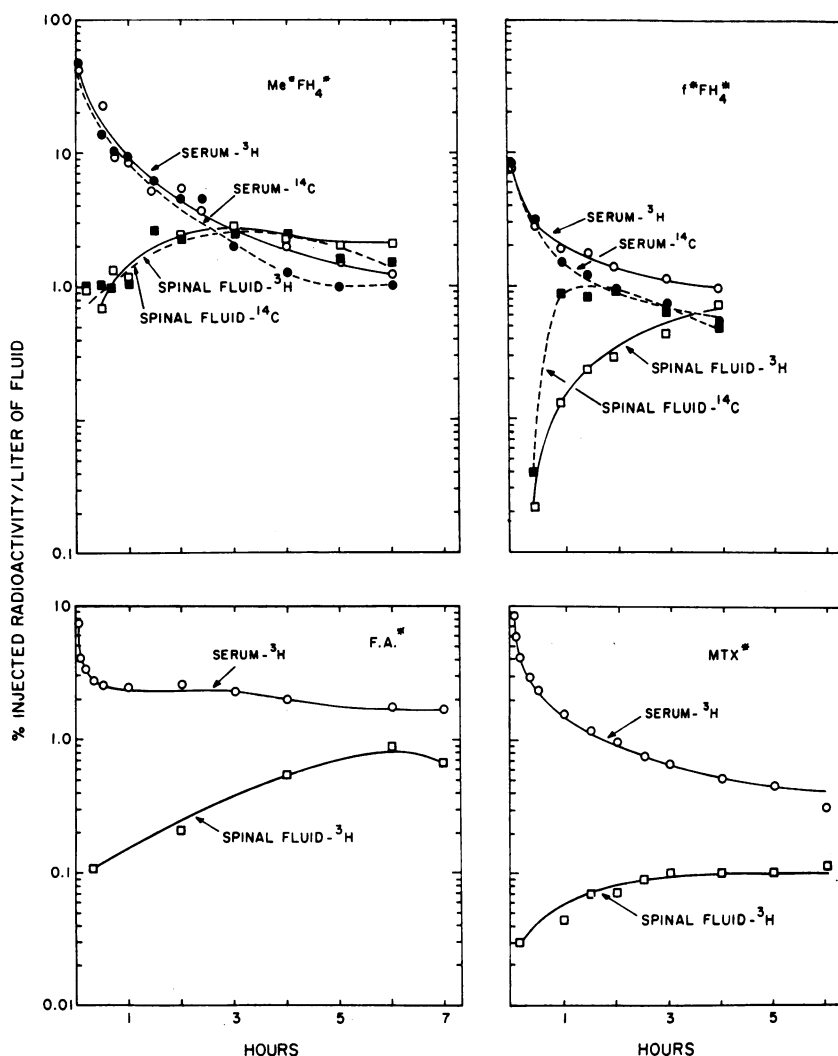 % INJECTED RADIOACTIVITY/LITER OF FLUID
100
10
1.0
0.1
Me*FH4*
SERUM-³H
SERUM-¹⁴C
SPINAL FLUID-³H
SPINAL FLUID-¹⁴C
f*FH4*
SERUM-³H
SERUM-¹⁴C
SPINAL FLUID-³H
SPINAL FLUID-¹⁴C
10
1.0
0.1
0.01
F.A.*
SERUM-³H
SPINAL FLUID-³H
1 3 5 7
HOURS
MTX*
SERUM-³H
SPINAL FLUID-³H
1 3 5
HOURS